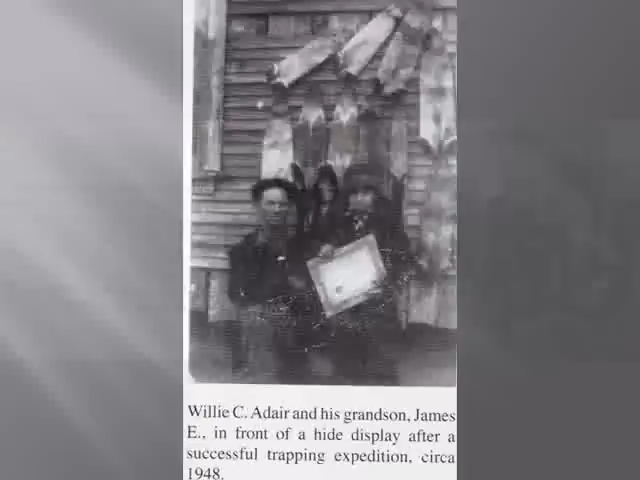 Willie C. Adair and his grandson, James
E., in front of a hide display after a
successful trapping expedition, circa
1948.